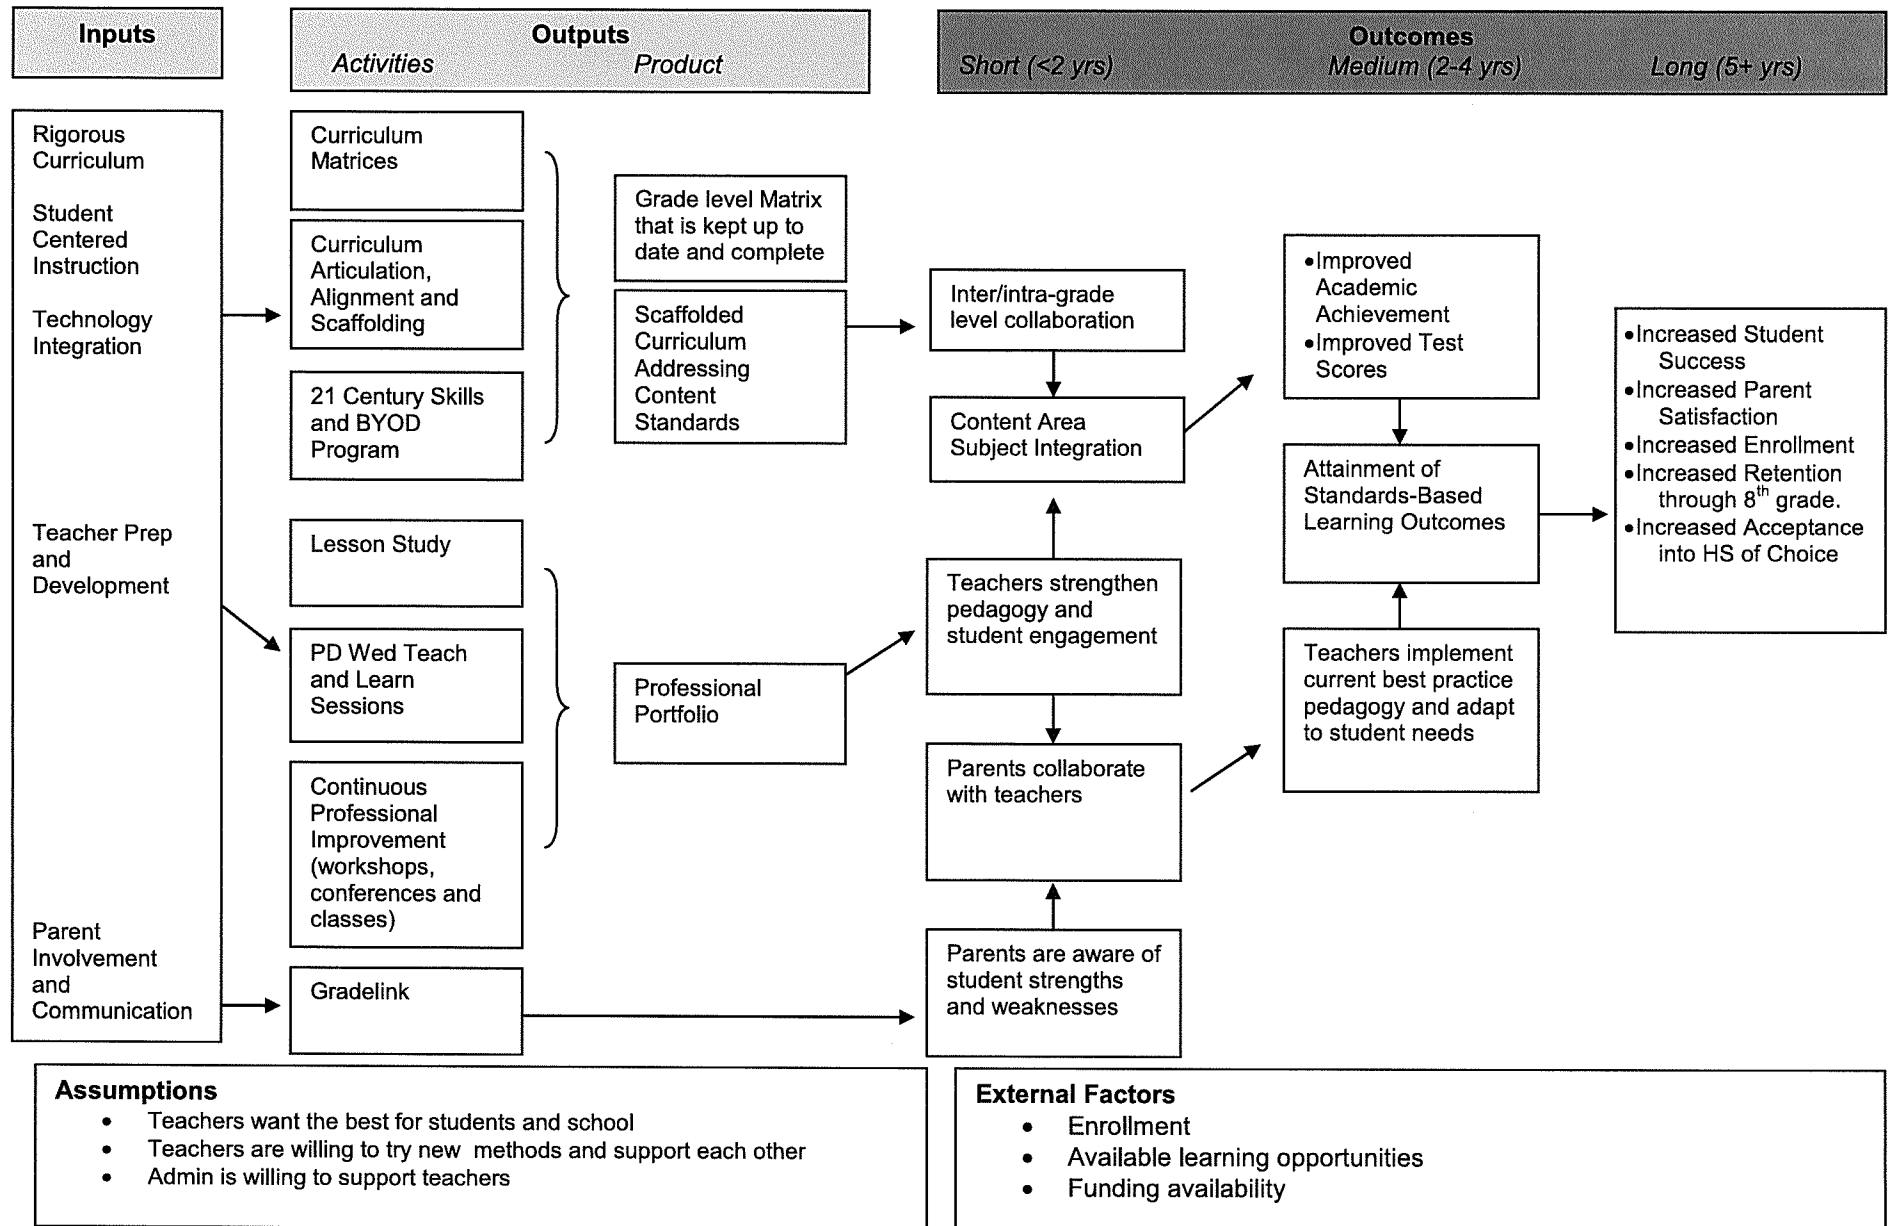 Inputs
Outputs
Activities Product
Outcomes
Short (<2 yrs) Medium (2-4 yrs) Long (5+ yrs)
Rigorous
Curriculum
Student
Centered
Instruction
Technology
Integration
Teacher Prep
and
Development
Parent
Involvement
and
Communication
Curriculum
Matrices
Curriculum
Articulation,
Alignment and
Scaffolding
21 Century Skills
and BYOD
Program
Lesson Study
PD Wed Teach
and Learn
Sessions
Continuous
Professional
Improvement
(workshops,
conferences and
classes)
Gradelink
Grade level Matrix
that is kept up to
date and complete
Scaffolded
Curriculum
Addressing
Content
Standards
Professional
Portfolio
Inter/intra-grade
level collaboration
Content Area
Subject Integration
Teachers strengthen
pedagogy and
student engagement
Parents collaborate
with teachers
Parents are aware of
student strengths
and weaknesses
•Improved
Academic
Achievement
•Improved Test
Scores
Attainment of
Standards-Based
Learning Outcomes
Teachers implement
current best practice
pedagogy and adapt
to student needs
•Increased Student
Success
•Increased Parent
Satisfaction
•Increased Enrollment
•Increased Retention
through 8th grade.
•Increased Acceptance
into HS of Choice
Assumptions
• Teachers want the best for students and school
• Teachers are willing to try new methods and support each other
• Admin is willing to support teachers
External Factors
• Enrollment
• Available learning opportunities
• Funding availability